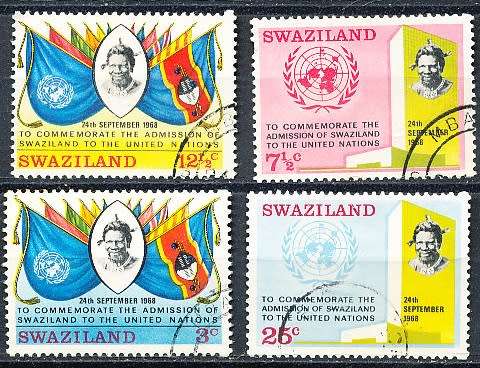 24th SEPTEMBER 1968
TO COMMEMORATE THE ADMISSION OF
SWAZILAND TO THE UNITED NATIONS
SWAZILAND 12½c
SWAZILAND
TO COMMEMORATE THE
ADMISSION OF SWAZILAND
TO THE UNITED NATIONS
7½c
24th
SEPTEMBER
1968
24th SEPTEMBER 1968
TO COMMEMORATE THE ADMISSION OF
SWAZILAND TO THE UNITED NATIONS
SWAZILAND 3c
SWAZILAND
TO COMMEMORATE THE
ADMISSION OF SWAZILAND
TO THE UNITED NATIONS
25c
24th
SEPTEMBER
1968